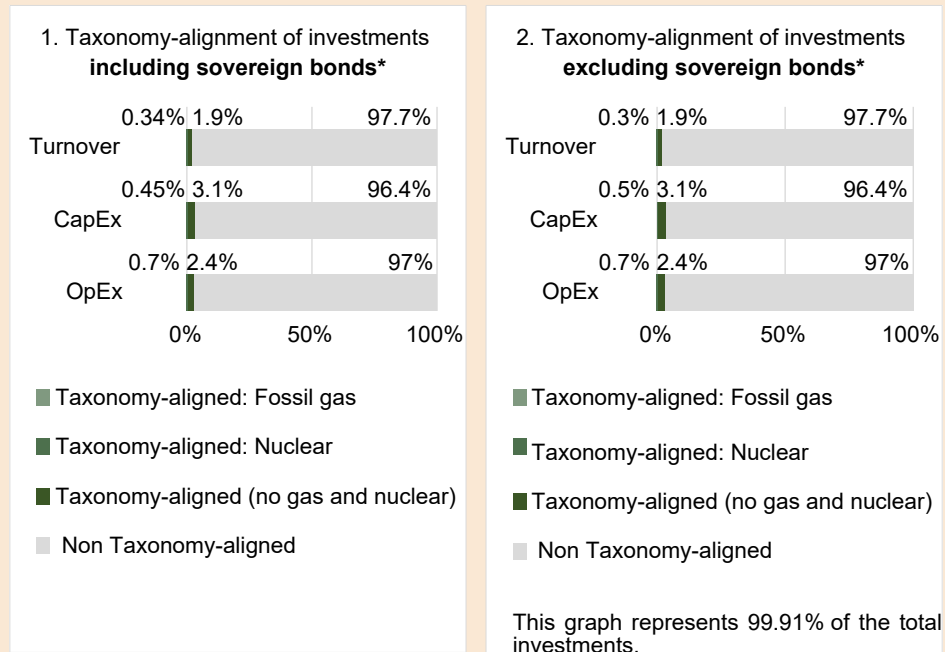 1. Taxonomy-alignment of investments
including sovereign bonds*
0.34% 1.9% 97.7%
Turnover
0.45% 3.1% 96.4%
CapEx
0.7% 2.4% 97%
OpEx
0% 50% 100%
Taxonomy-aligned: Fossil gas
Taxonomy-aligned: Nuclear
Taxonomy-aligned (no gas and nuclear)
Non Taxonomy-aligned
2. Taxonomy-alignment of investments
excluding sovereign bonds*
0.3% 1.9% 97.7%
Turnover
0.5% 3.1% 96.4%
CapEx
0.7% 2.4% 97%
OpEx
0% 50% 100%
Taxonomy-aligned: Fossil gas
Taxonomy-aligned: Nuclear
Taxonomy-aligned (no gas and nuclear)
Non Taxonomy-aligned
This graph represents 99.91% of the total
investments.